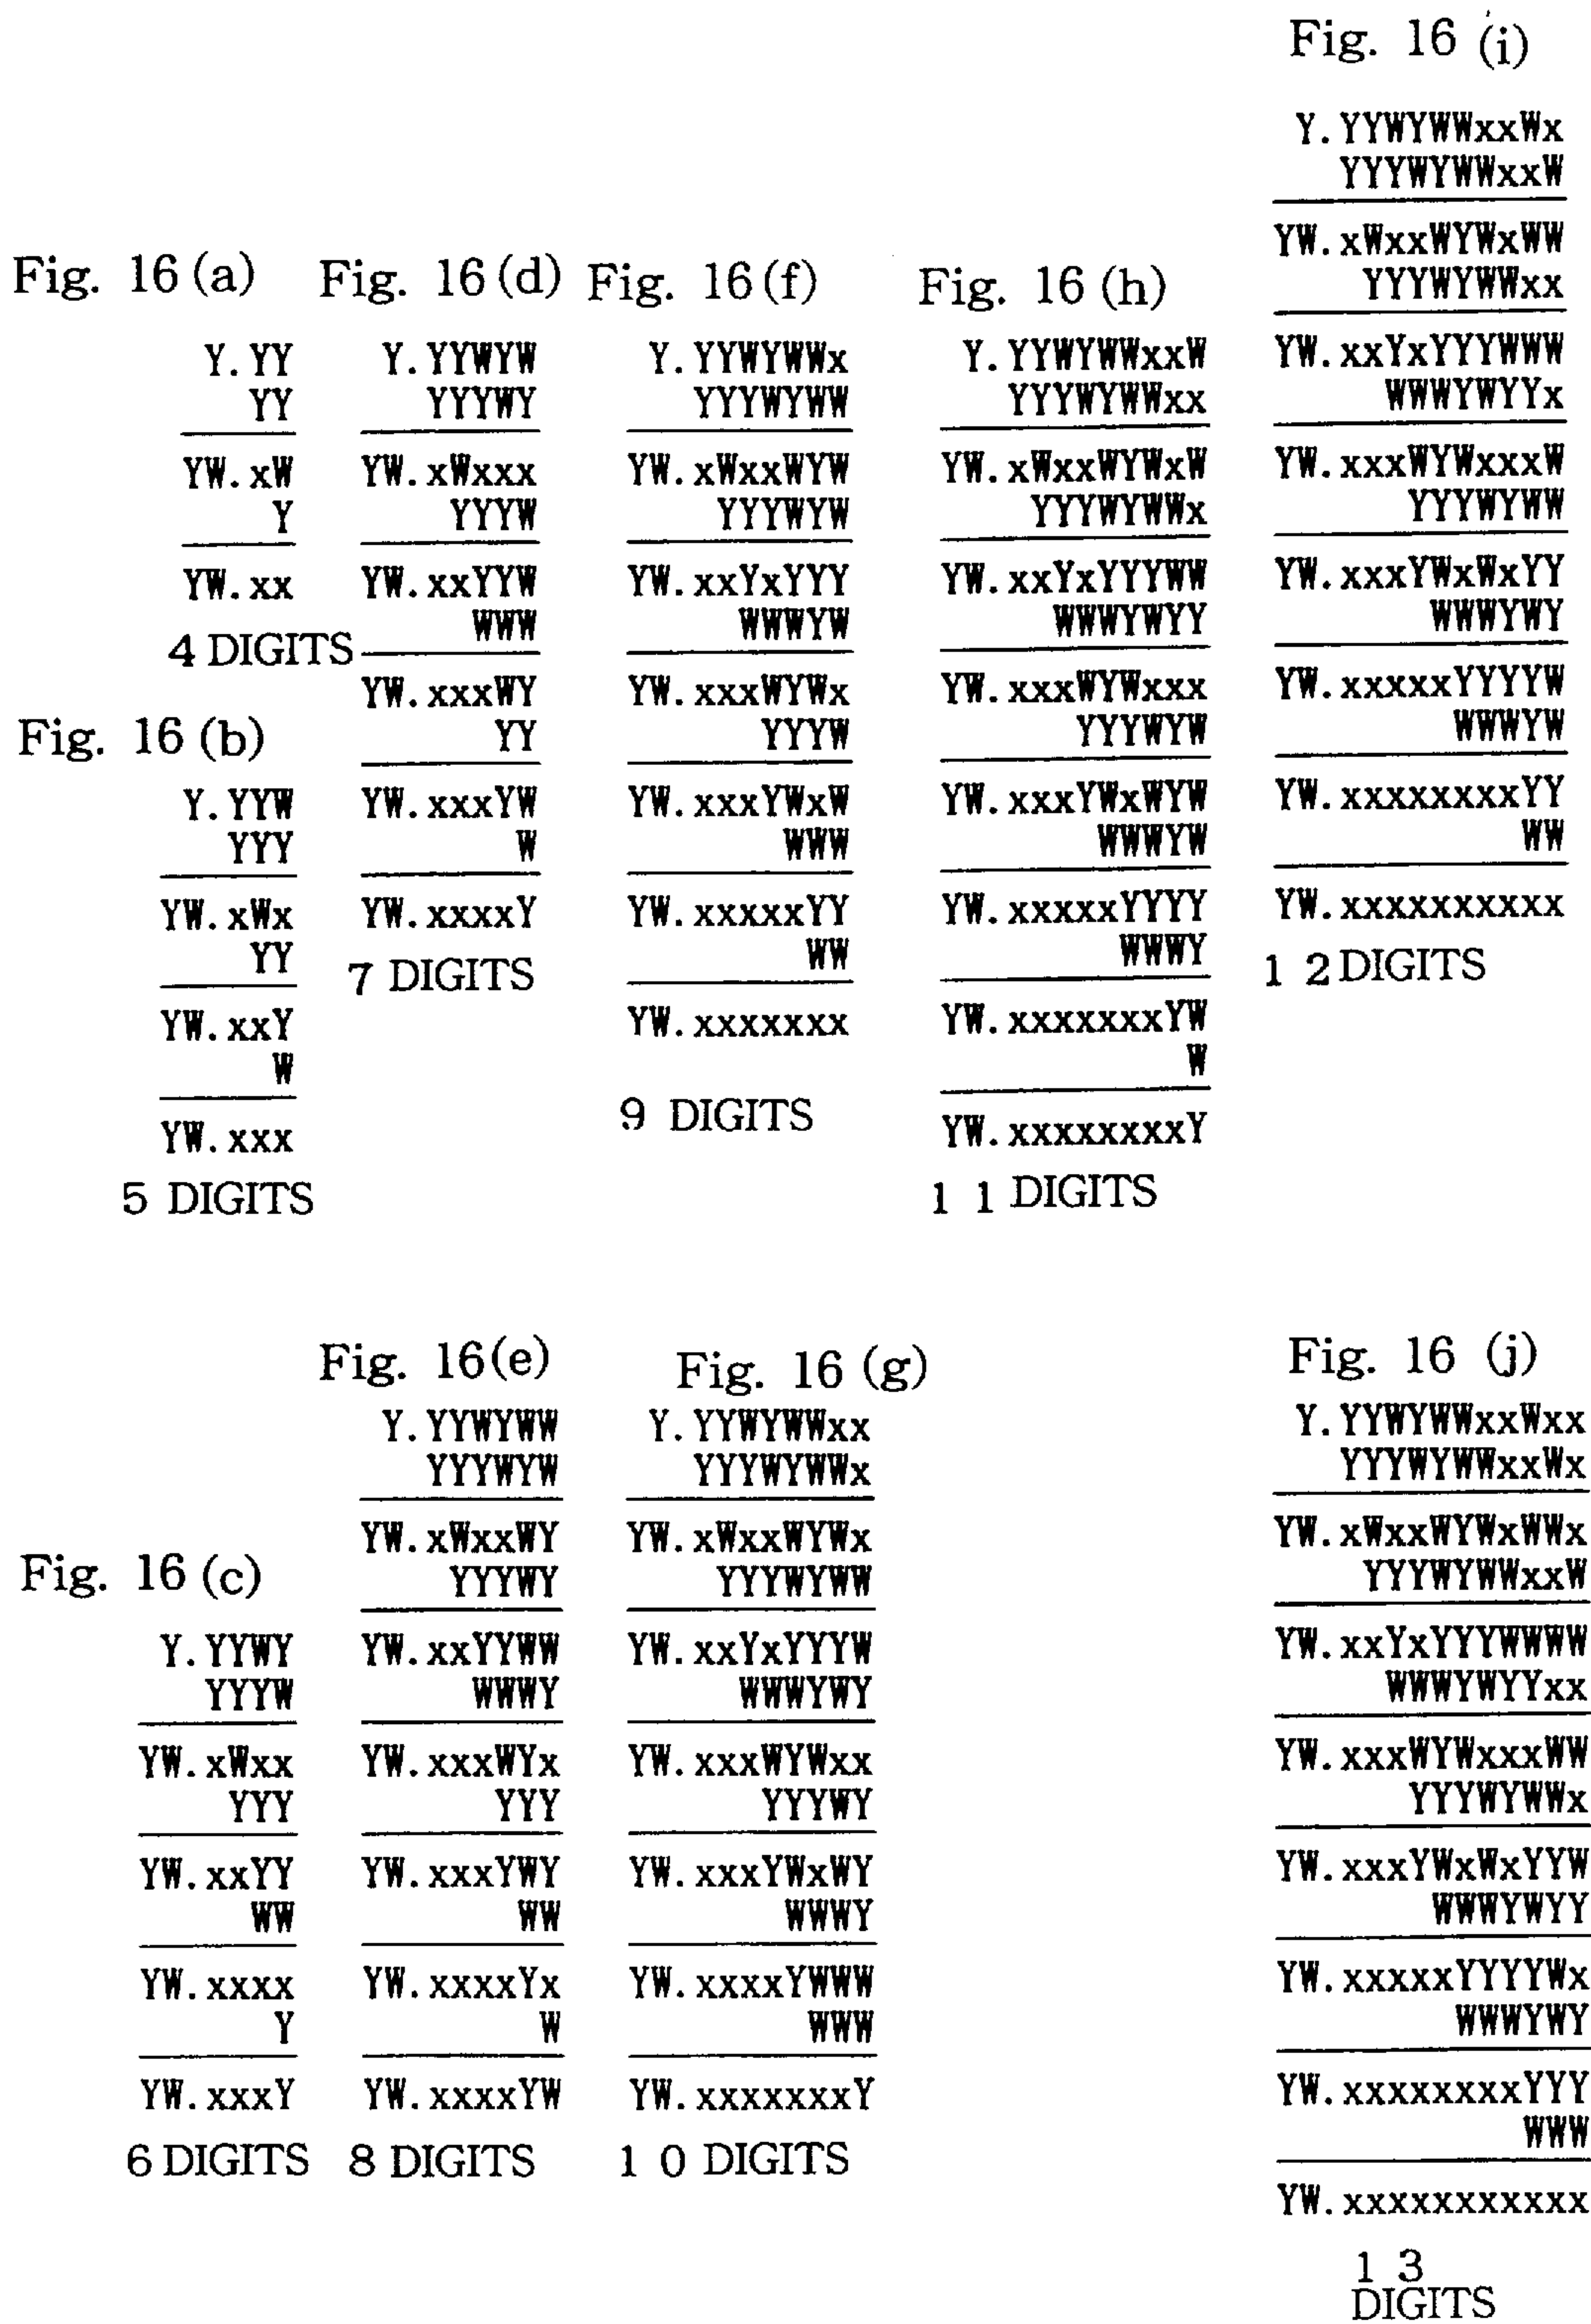 Fig. 16 (a)
Y. YY
YY
YW. xW
Y
YW. xx
4 DIGITS
Fig. 16 (b)
Y. YYW
YYY
YW. xWx
YY
YW. xxY
W
YW. xxx
5 DIGITS
Fig. 16 (d)
Y. YYWYW
YYYWY
YW. xWxxx
YYYW
YW. xxYYW
WWW
YW. xxxWY
YY
YW. xxxYW
W
YW. xxxxY
7 DIGITS
Fig. 16 (f)
Y. YYWYWWx
YYYWYWW
YW. xWxxWYW
YYYWYW
YW. xxYxYYY
WWWYW
YW. xxxWYWx
YYYW
YW. xxxYWxW
WWW
YW. xxxxxYY
WW
YW. xxxxxxx
9 DIGITS
Fig. 16 (h)
Y. YYWYWWxxW
YYYWYWWxx
YW. xWxxWYWxW
YYYWYWWx
YW. xxYxYYYWW
WWWYWYY
YW. xxxWYWxxx
YYYWYW
YW. xxxYWxWYW
WWWYW
YW. xxxxxYYYY
WWWY
YW. xxxxxxxYW
W
YW. xxxxxxxxY
1 1 DIGITS
Fig. 16 (i)
Y. YYWYWWxxWx
YYYWYWWxxW
YW. xWxxWYWxWW
YYYWYWWxx
YW. xxYxYYYWWW
WWWYWYYx
YW. xxxWYWxxxW
YYYWYWW
YW. xxxYWxWxYY
WWWYWY
YW. xxxxxYYYYW
WWWYW
YW. xxxxxxxxYY
WW
YW. xxxxxxxxxx
1 2 DIGITS
Fig. 16 (c)
Y. YYWY
YYYW
YW. xWxx
YYY
YW. xxYY
WW
YW. xxxx
Y
YW. xxxY
6 DIGITS
Fig. 16 (e)
Y. YYWYWW
YYYWYW
YW. xWxxWY
YYYWY
YW. xxYYWW
WWWY
YW. xxxWYx
YYY
YW. xxxYWY
WW
YW. xxxxYx
W
YW. xxxxYW
8 DIGITS
Fig. 16 (g)
Y. YYWYWWxx
YYYWYWWx
YW. xWxxWYWx
YYYWYWW
YW. xxYxYYYW
WWWYWY
YW. xxxWYWxx
YYYWY
YW. xxxYWxWY
WWWY
YW. xxxxYWWW
WWW
YW. xxxxxxxY
1 0 DIGITS
Fig. 16 (j)
Y. YYWYWWxxWxx
YYYWYWWxxWx
YW. xWxxWYWxWWx
YYYWYWWxxW
YW. xxYxYYYWWWW
WWWYWYYxx
YW. xxxWYWxxxWW
YYYWYWWx
YW. xxxYWxWxYYW
WWWYWYY
YW. xxxxxYYYYWx
WWWYWY
YW. xxxxxxxxYYY
WWW
YW. xxxxxxxxxxx
1 3
DIGITS